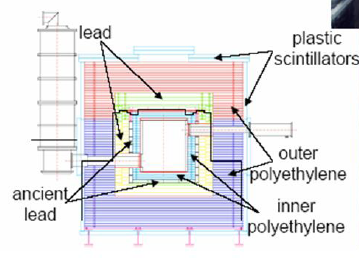 lead
plastic
scintillators
outer
polyethylene
ancient
lead
inner
polyethylene